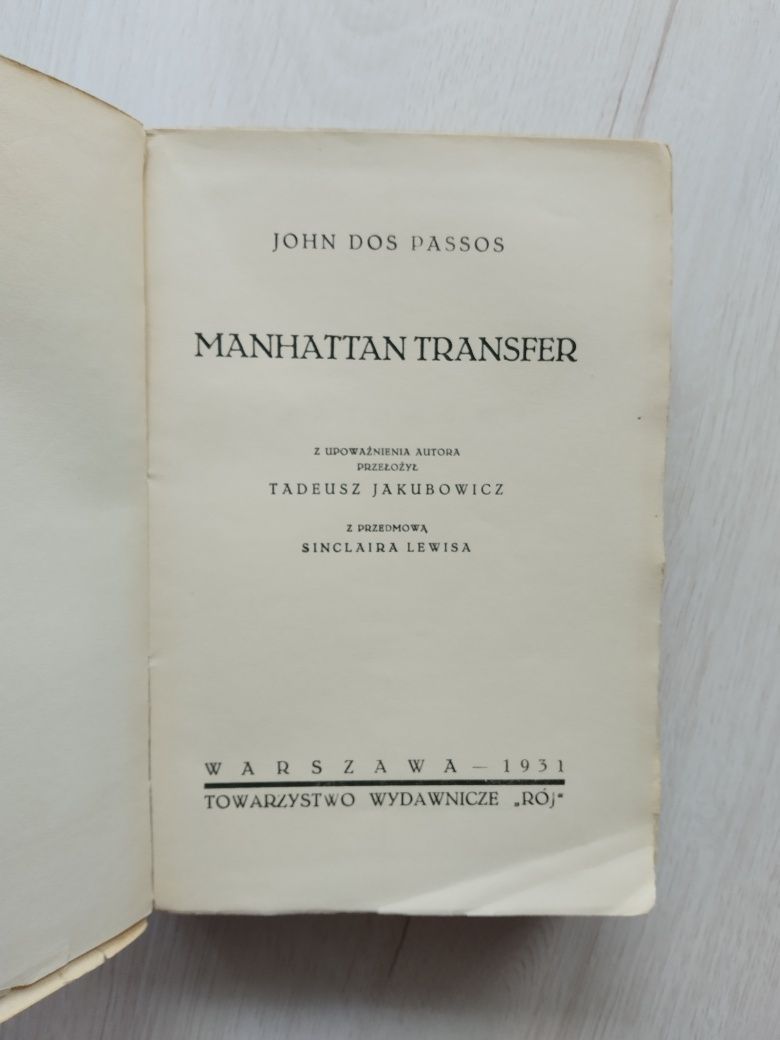 JOHN DOS PASSOS
MANHATTAN TRANSFER
Z UPOWAŻNIENIA AUTORA
PRZEŁOŻYŁ
TADEUSZ JAKUBOWICZ
Z PRZEDMOWĄ
SINCLAIRA LEWISA
WARSZAWA — 1931
TOWARZYSTWO WYDAWNICZE „RÓJ“